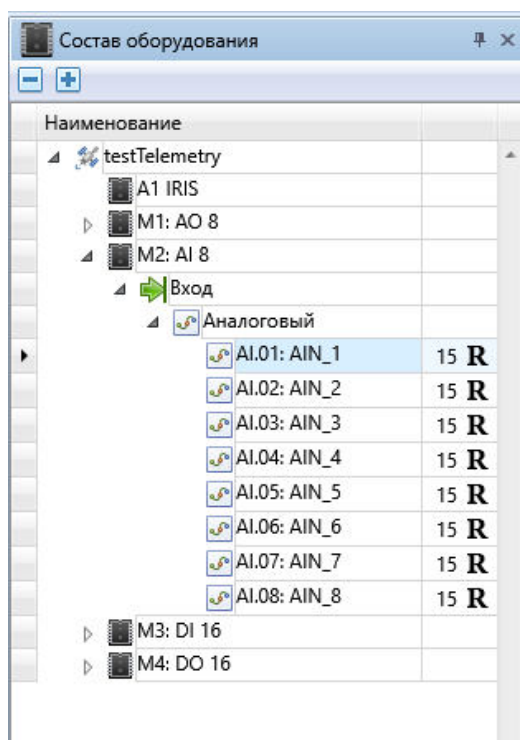 Состав оборудования
Наименование
testTelemetry
A1 IRIS
M1: AO 8
M2: AI 8
Вход
Аналоговый
AI.01: AIN_1 15 R
AI.02: AIN_2 15 R
AI.03: AIN_3 15 R
AI.04: AIN_4 15 R
AI.05: AIN_5 15 R
AI.06: AIN_6 15 R
AI.07: AIN_7 15 R
AI.08: AIN_8 15 R
M3: DI 16
M4: DO 16